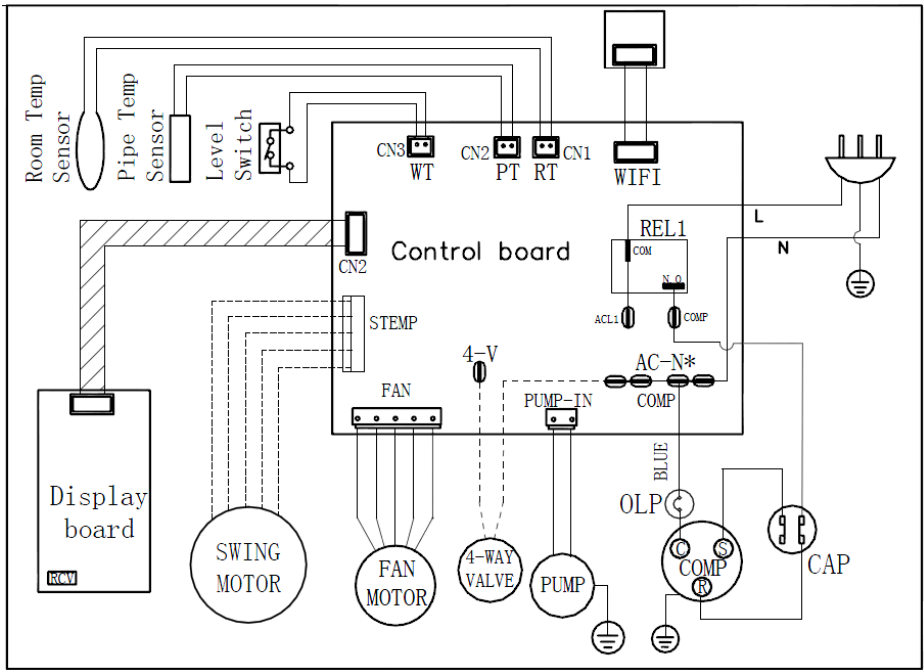 Room Temp
Sensor
Pipe Temp
Sensor
Level
Switch
CN3
WT
CN2
PT
RT
CN1
WIFI
L
N
REL1
COM
N O
ACL1
COMP
Control board
CN2
STEMP
4-V
AC-N*
COMP
FAN
PUMP-IN
BLUE
OLP
Display
board
RCV
SWING
MOTOR
FAN
MOTOR
4-WAY
VALVE
PUMP
C
S
COMP
R
CAP